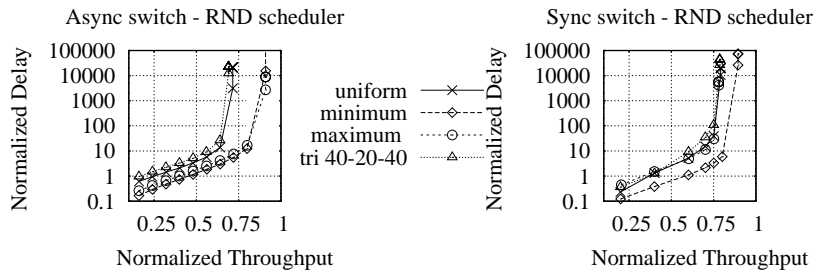 Async switch - RND scheduler
Normalized Delay
100000
10000
1000
100
10
1
0.1
0.25 0.5 0.75 1
Normalized Throughput
uniform
minimum
maximum
tri 40-20-40
Sync switch - RND scheduler
Normalized Delay
100000
10000
1000
100
10
1
0.1
0.25 0.5 0.75 1
Normalized Throughput